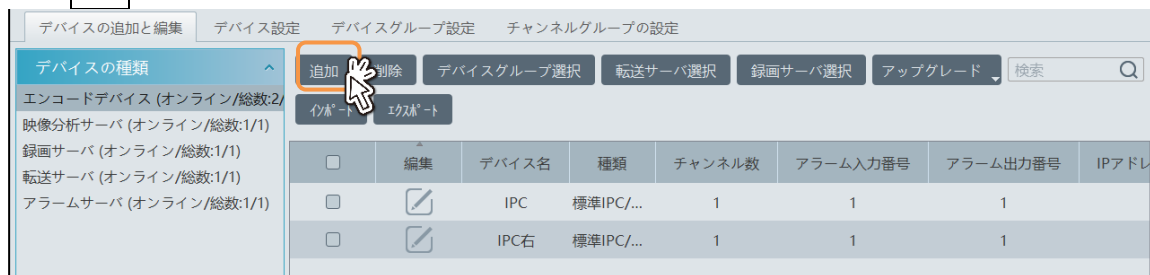 デバイスの追加と編集 デバイス設定 デバイスグループ設定 チャンネルグループの設定
デバイスの種類
エンコードデバイス (オンライン/総数:2/
映像分析サーバ (オンライン/総数:1/1)
録画サーバ (オンライン/総数:1/1)
転送サーバ (オンライン/総数:1/1)
アラームサーバ (オンライン/総数:1/1)
追加 削除 デバイスグループ選択 転送サーバ選択 録画サーバ選択 アップグレード 検索
ｲﾝﾎﾟｰﾄ ｴｸｽﾎﾟｰﾄ
編集 デバイス名 種類 チャンネル数 アラーム入力番号 アラーム出力番号 IPアドレ
IPC 標準IPC/... 1 1 1
IPC右 標準IPC/... 1 1 1